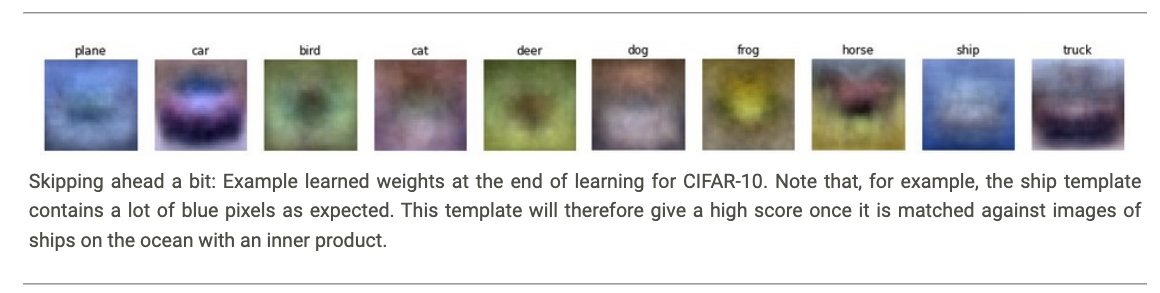 plane car bird cat deer dog frog horse ship truck
Skipping ahead a bit: Example learned weights at the end of learning for CIFAR-10. Note that, for example, the ship template
contains a lot of blue pixels as expected. This template will therefore give a high score once it is matched against images of
ships on the ocean with an inner product.